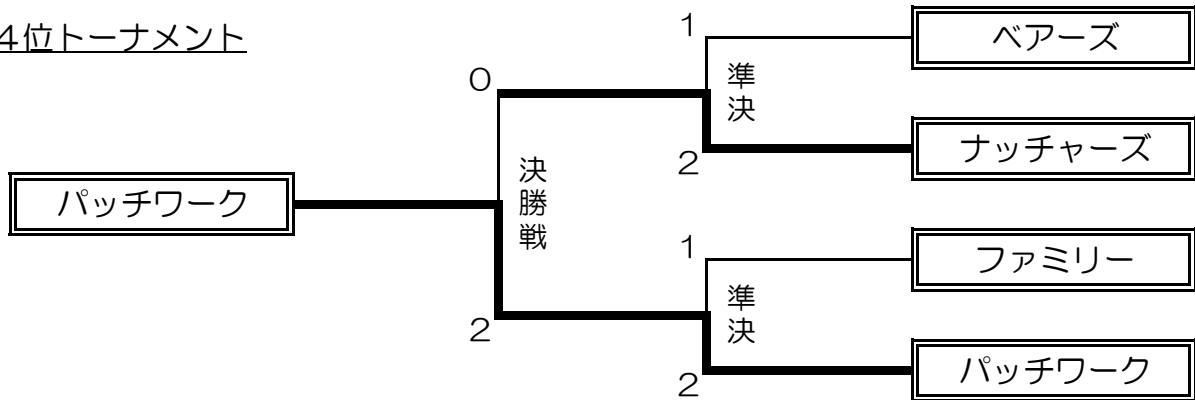 4位トーナメント
1
ベアーズ
準決
0
2
ナッチャーズ
決勝戦
パッチワーク
1
ファミリー
準決
2
2
パッチワーク